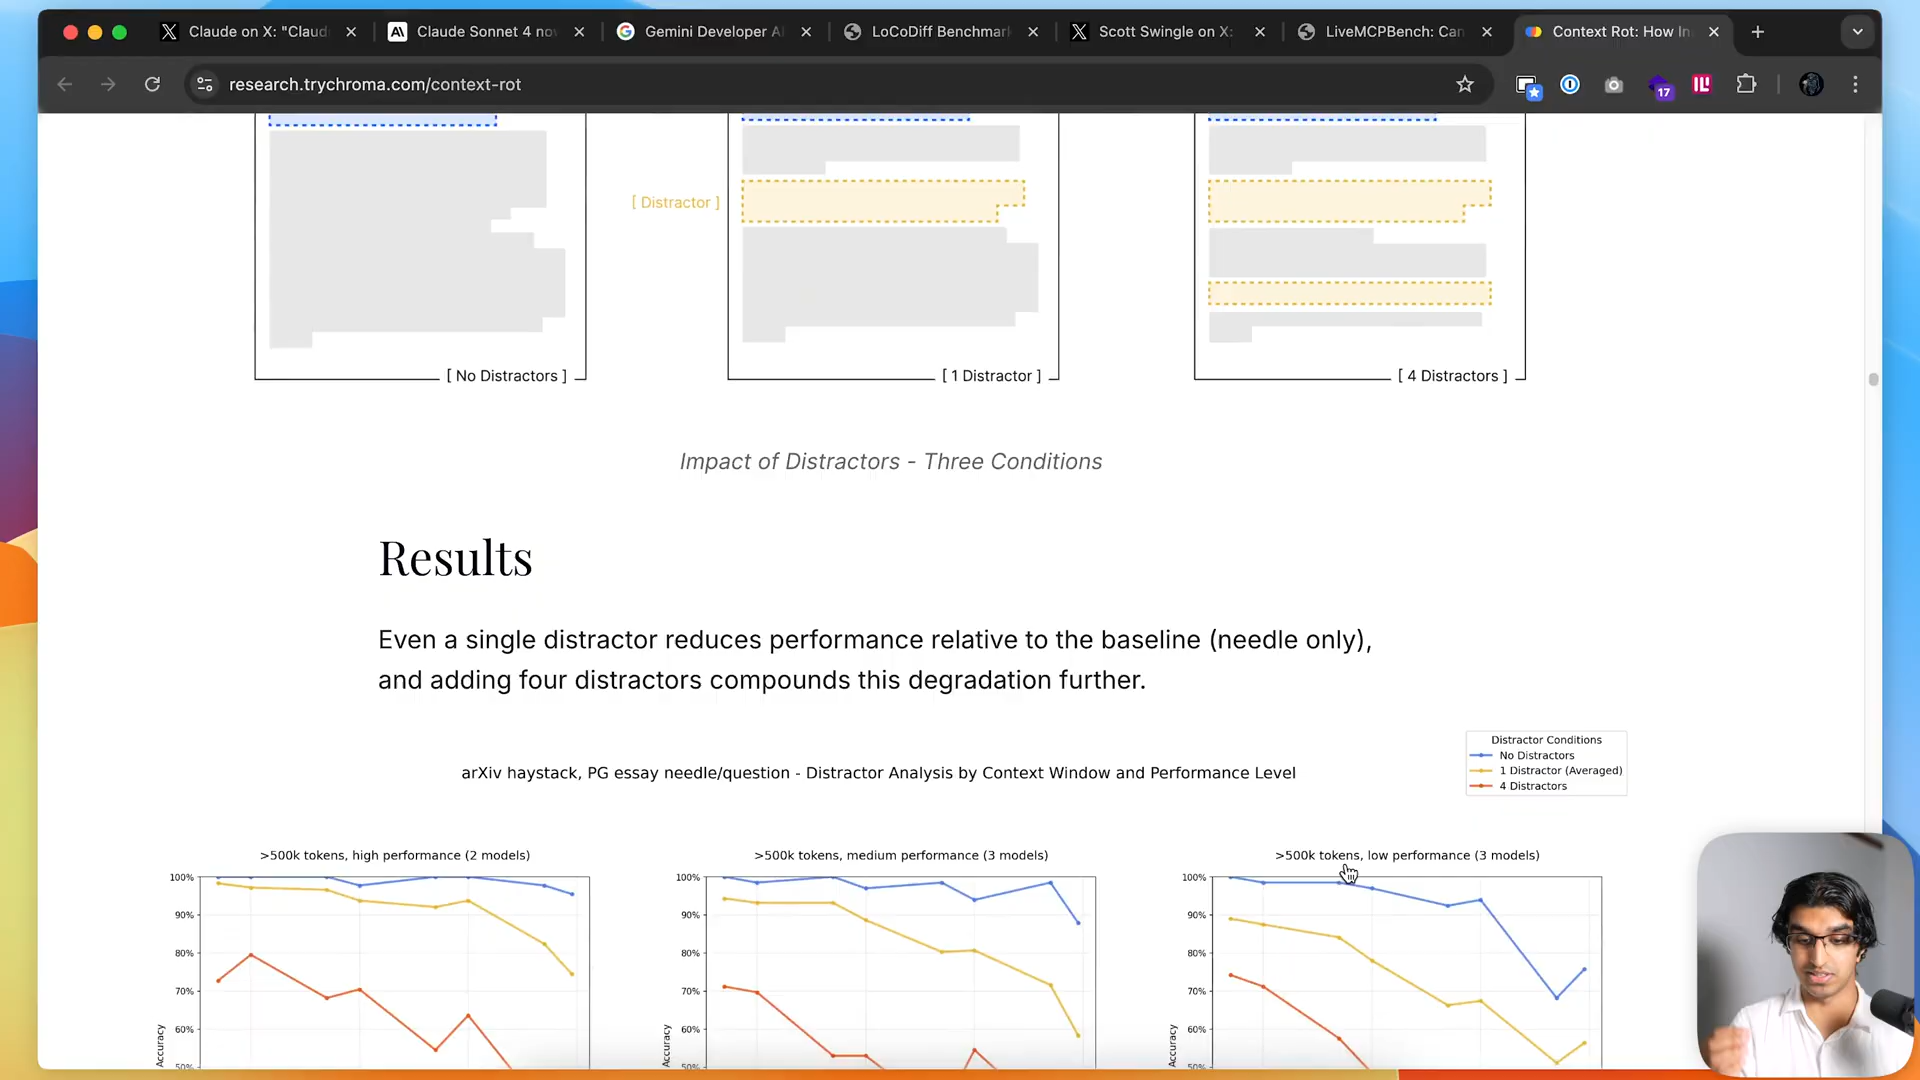 Claude on X: "Claud
Claude Sonnet 4 no
Gemini Developer A
LoCoDiff Benchmar
Scott Swingle on X:
LiveMCPBench: Can
Context Rot: How In
research.trychroma.com/context-rot
17
[ Distractor ]
[ No Distractors ]
[ 1 Distractor ]
[ 4 Distractors ]
Impact of Distractors - Three Conditions
Results
Even a single distractor reduces performance relative to the baseline (needle only),
and adding four distractors compounds this degradation further.
arXiv haystack, PG essay needle/question - Distractor Analysis by Context Window and Performance Level
Distractor Conditions
No Distractors
1 Distractor (Averaged)
4 Distractors
>500k tokens, high performance (2 models)
100%
90%
80%
70%
60%
50%
Accuracy
>500k tokens, medium performance (3 models)
100%
90%
80%
70%
60%
50%
Accuracy
>500k tokens, low performance (3 models)
100%
90%
80%
70%
60%
50%
Accuracy